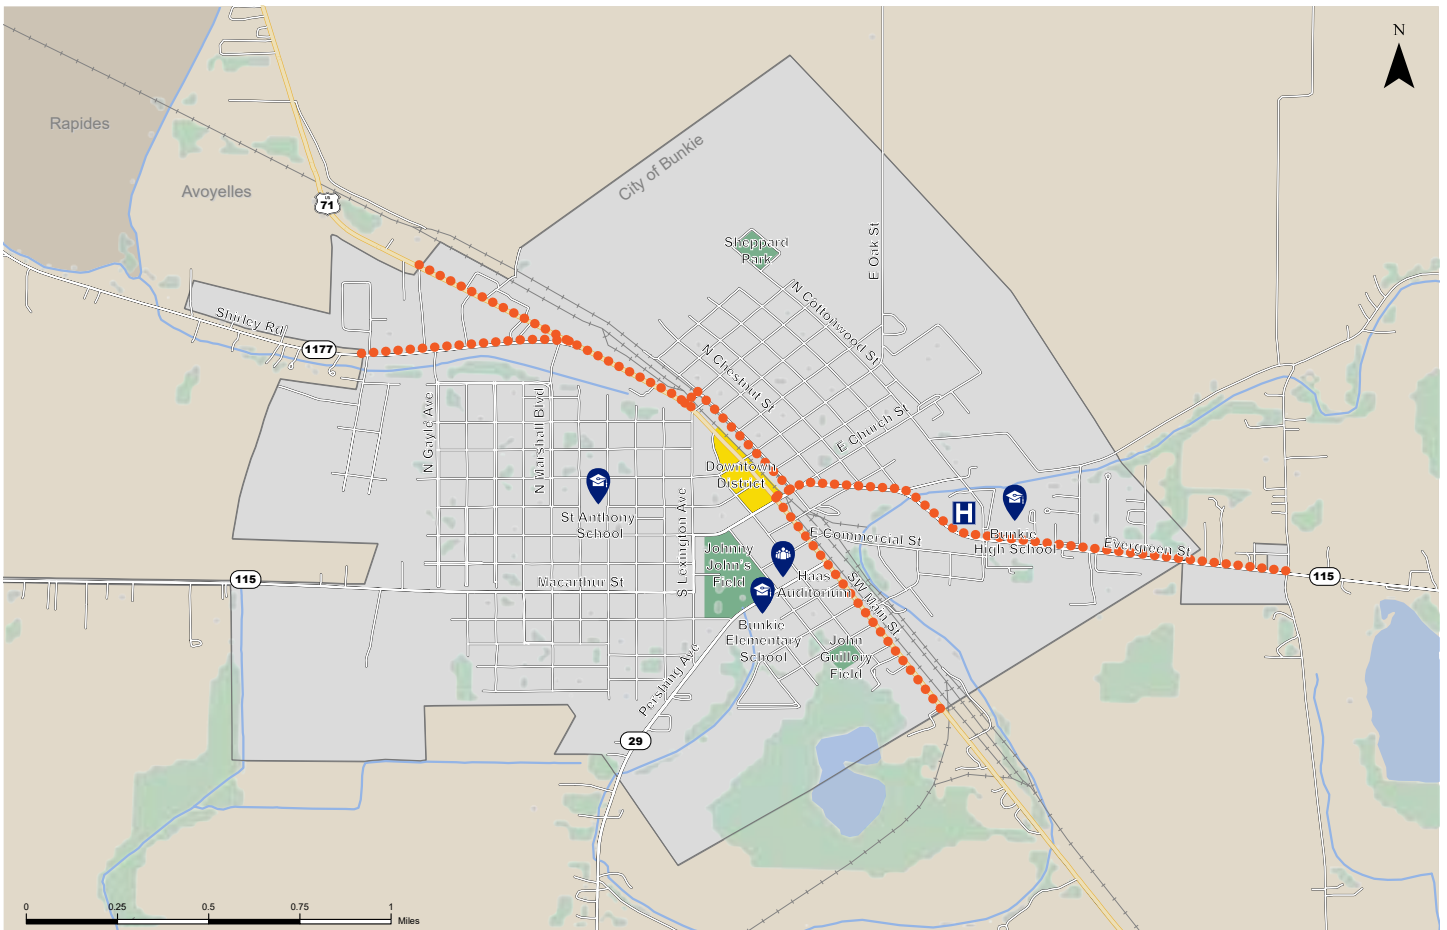 N
Rapides
City of Bunkie
Avoyelles
US
71
Sheppard
Park
E Oak St
N Cottonwood St
Shirley Rd
1177
N Chestnut St
N Gayle Ave
N Marshall Blvd
E Church St
Downtown
District
St Anthony
School
S Lexington Ave
H
Bunkie
High School
E Commercial St
Evergreen St
Johnny
John's
Field
115
Macarthur St
Haas
Auditorium
SW Main St
115
Bunkie
Elementary
School
John
Guillory
Field
Pershing Ave
29
0 0.25 0.5 0.75 1
Miles